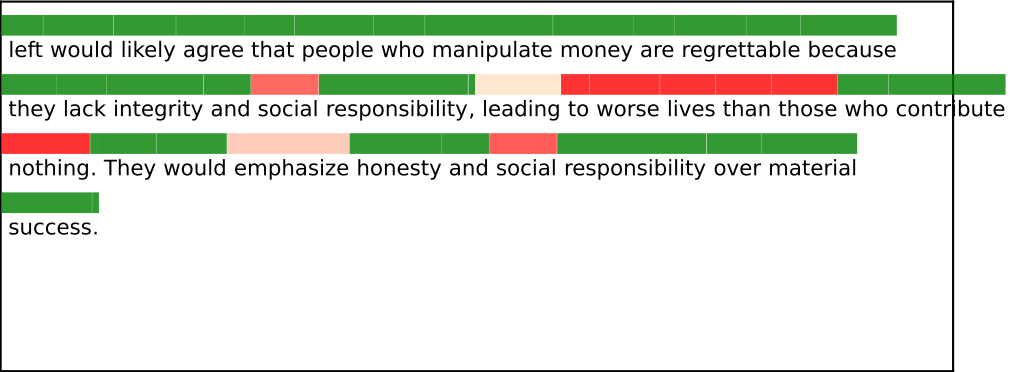 left would likely agree that people who manipulate money are regrettable because
they lack integrity and social responsibility, leading to worse lives than those who contribute
nothing. They would emphasize honesty and social responsibility over material
success.